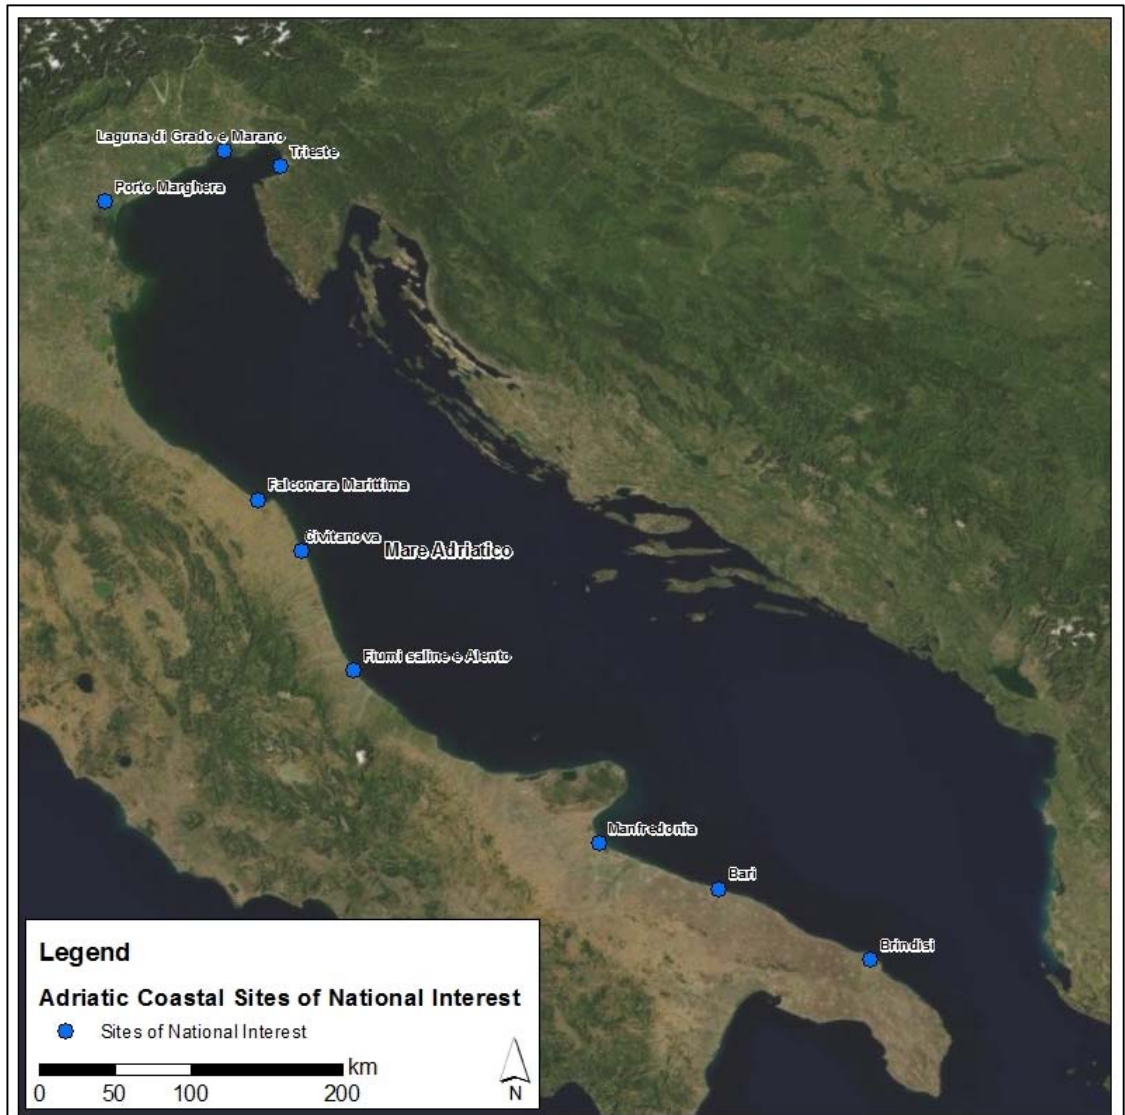 Laguna di Grado e Marano
Trieste
Porto Marghera
Falconara Marittima
Civitanova
Mare Adriatico
Fiumi saline e Alento
Manfredonia
Bari
Brindisi
Legend
Adriatic Coastal Sites of National Interest
Sites of National Interest
km
0 50 100 200
N